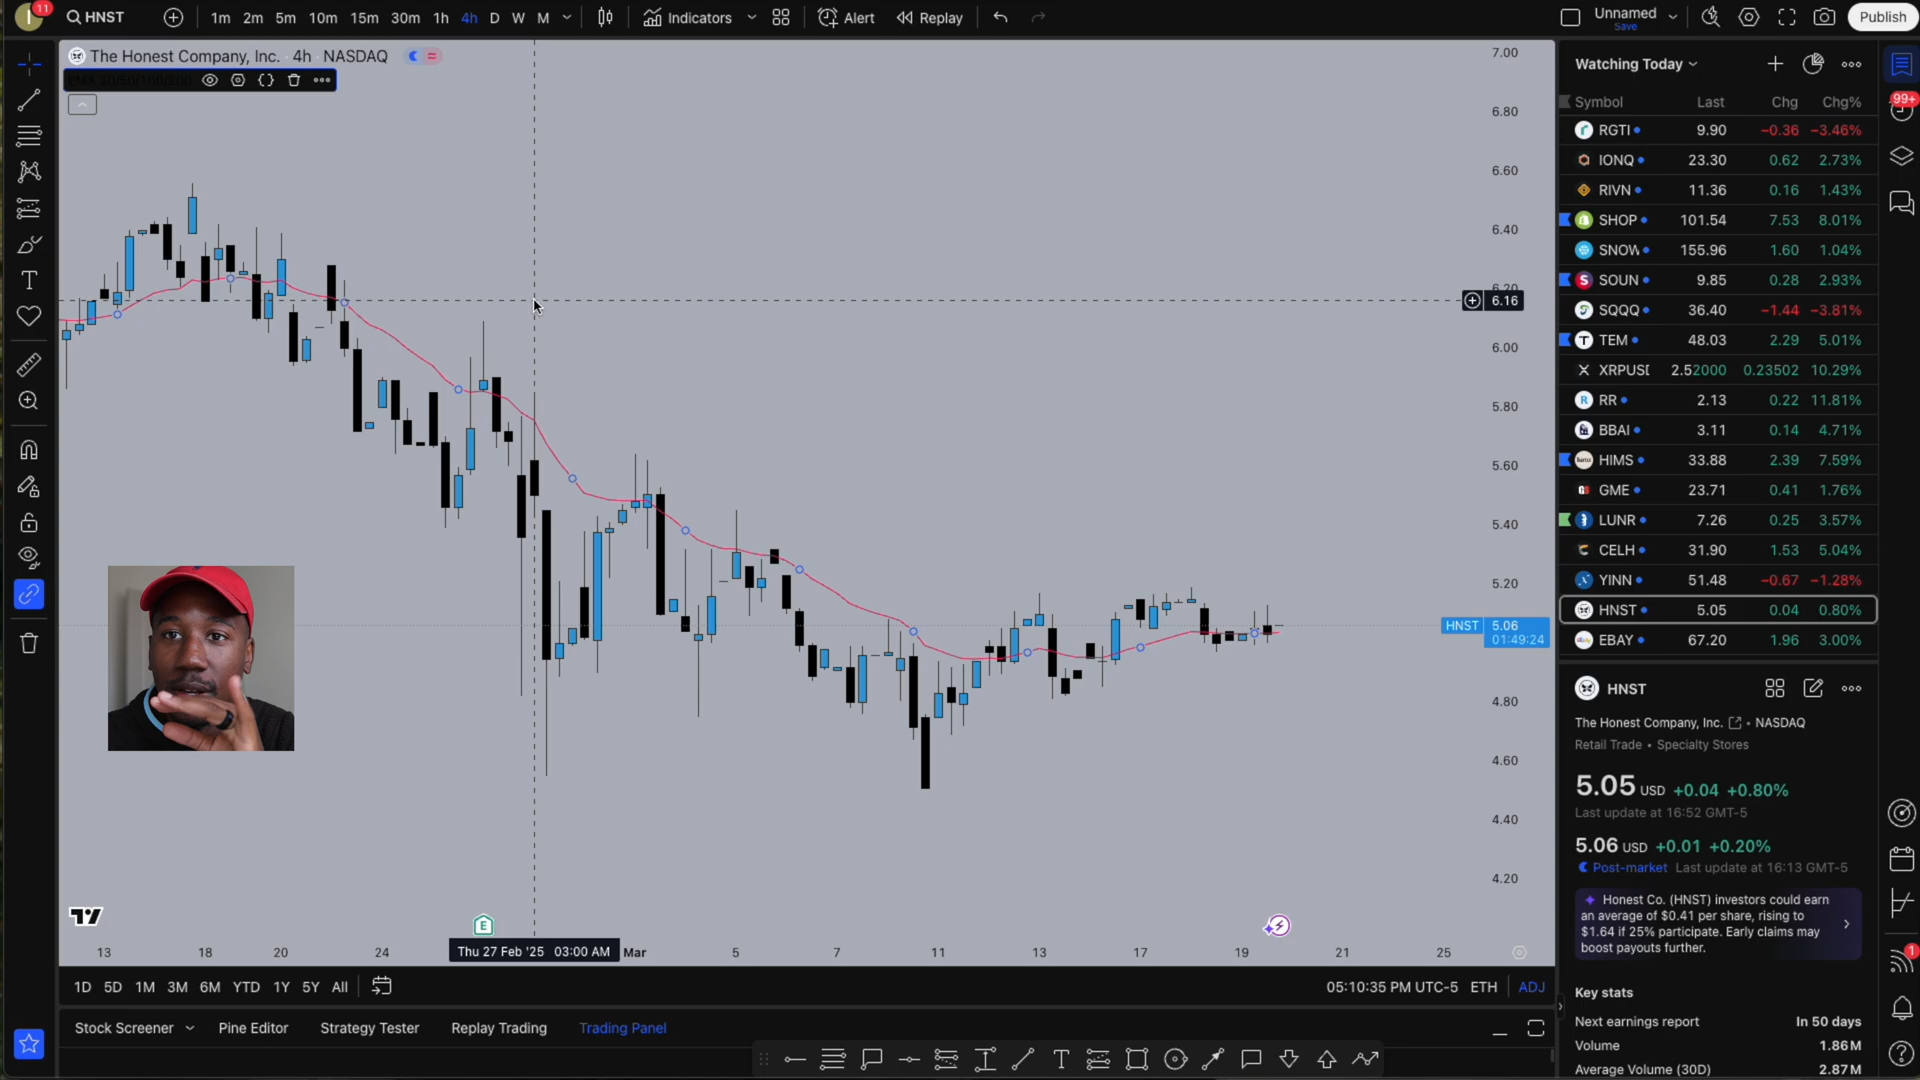 11
HNST
1m 2m 5m 10m 15m 30m 1h 4h D W M
Indicators
Alert
Replay
Unnamed
Save
Publish
The Honest Company, Inc. · 4h · NASDAQ
EMA 20/50/100/200
7.00
6.80
6.60
6.40
6.20
6.16
6.00
5.80
5.60
5.40
5.20
HNST 5.06
01:49:24
4.80
4.60
4.40
4.20
E
13 18 20 24 Thu 27 Feb '25 03:00 AM Mar 5 7 11 13 17 19 21 25
1D 5D 1M 3M 6M YTD 1Y 5Y All
05:10:35 PM UTC-5 ETH ADJ
Stock Screener Pine Editor Strategy Tester Replay Trading Trading Panel
Watching Today
99+
Symbol Last Chg Chg%
RGTI 9.90 −0.36 −3.46%
IONQ 23.30 0.62 2.73%
RIVN 11.36 0.16 1.43%
SHOP 101.54 7.53 8.01%
SNOW 155.96 1.60 1.04%
SOUN 9.85 0.28 2.93%
SQQQ 36.40 −1.44 −3.81%
TEM 48.03 2.29 5.01%
XRPUSD 2.52000 0.23502 10.29%
RR 2.13 0.22 11.81%
BBAI 3.11 0.14 4.71%
HIMS 33.88 2.39 7.59%
GME 23.71 0.41 1.76%
LUNR 7.26 0.25 3.57%
CELH 31.90 1.53 5.04%
YINN 51.48 −0.67 −1.28%
HNST 5.05 0.04 0.80%
EBAY 67.20 1.96 3.00%
HNST
The Honest Company, Inc. • NASDAQ
Retail Trade • Specialty Stores
5.05 USD +0.04 +0.80%
Last update at 16:52 GMT-5
5.06 USD +0.01 +0.20%
Post-market Last update at 16:13 GMT-5
Honest Co. (HNST) investors could earn
an average of $0.41 per share, rising to
$1.64 if 25% participate. Early claims may
boost payouts further.
1
Key stats
Next earnings report In 50 days
Volume 1.86M
Average Volume (30D) 2.87M